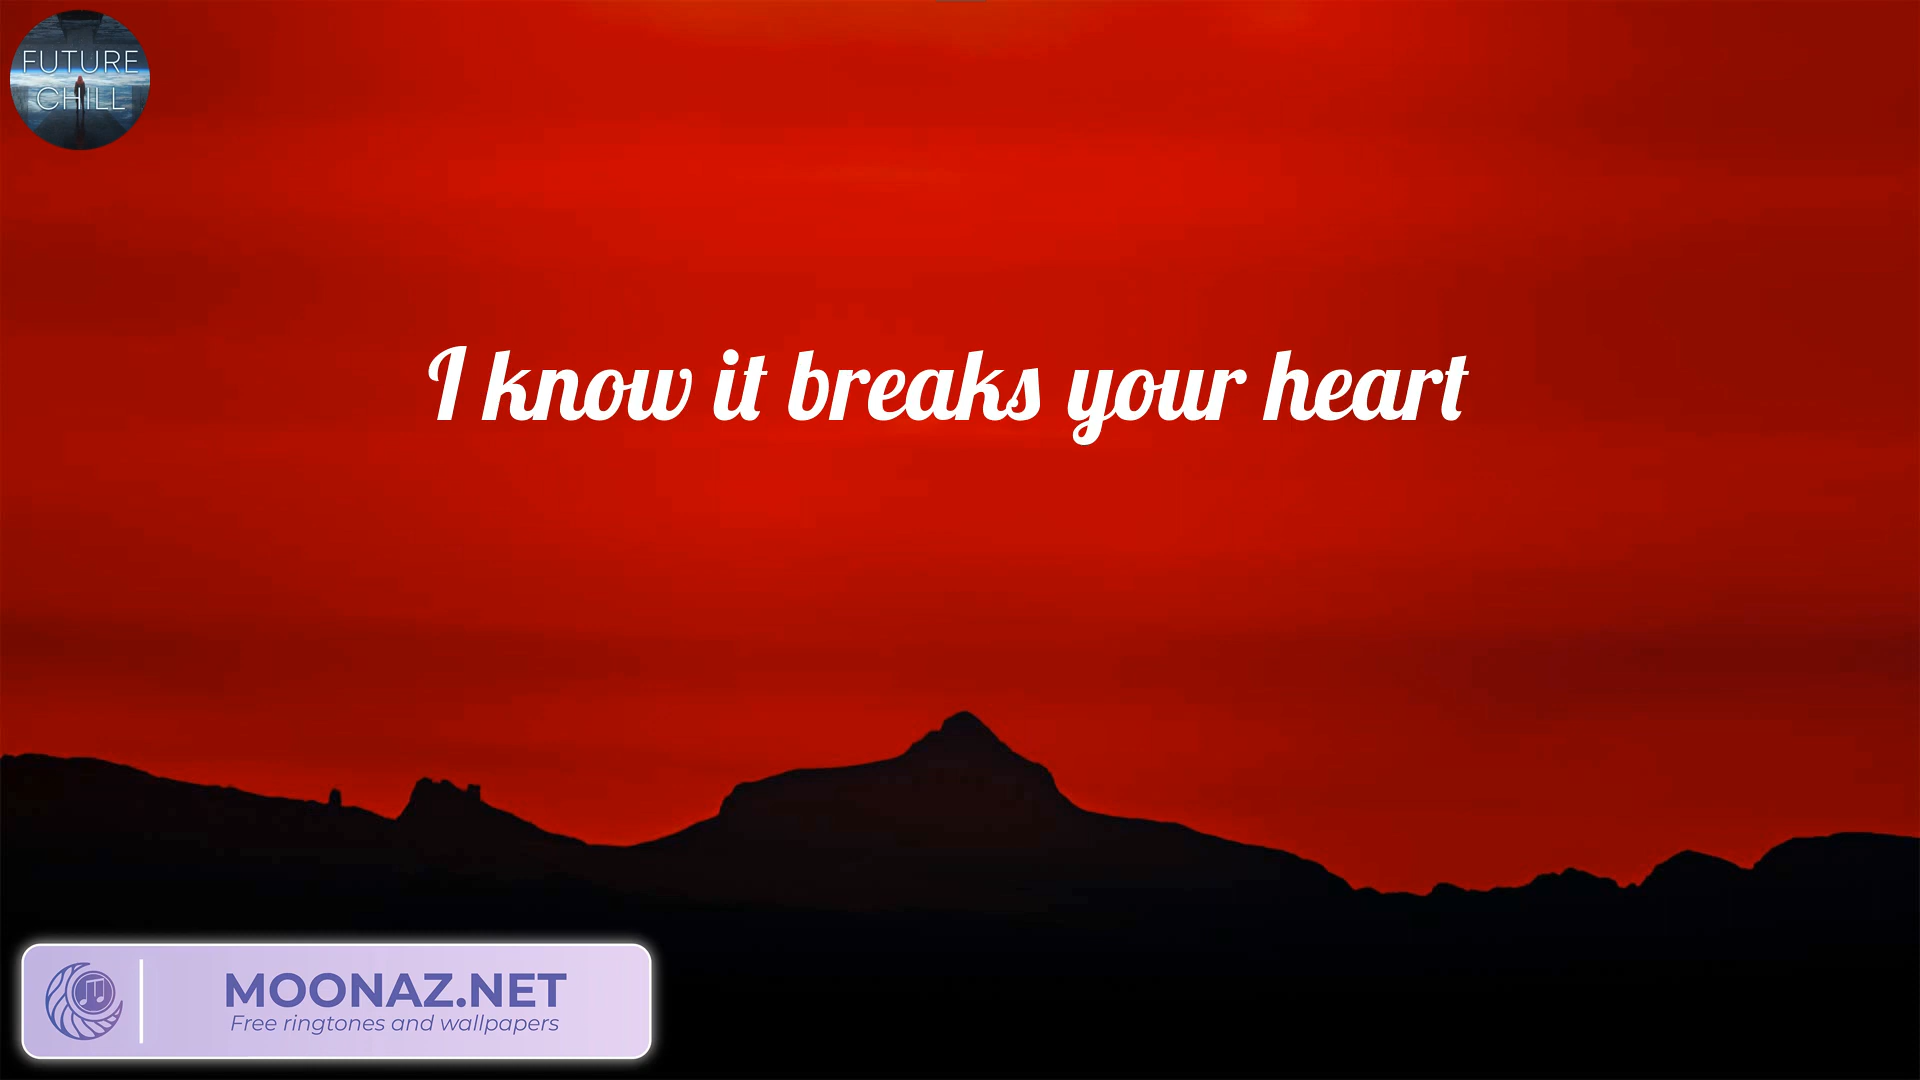 FUTURE
CHILL
I know it breaks your heart
MOONAZ.NET
Free ringtones and wallpapers